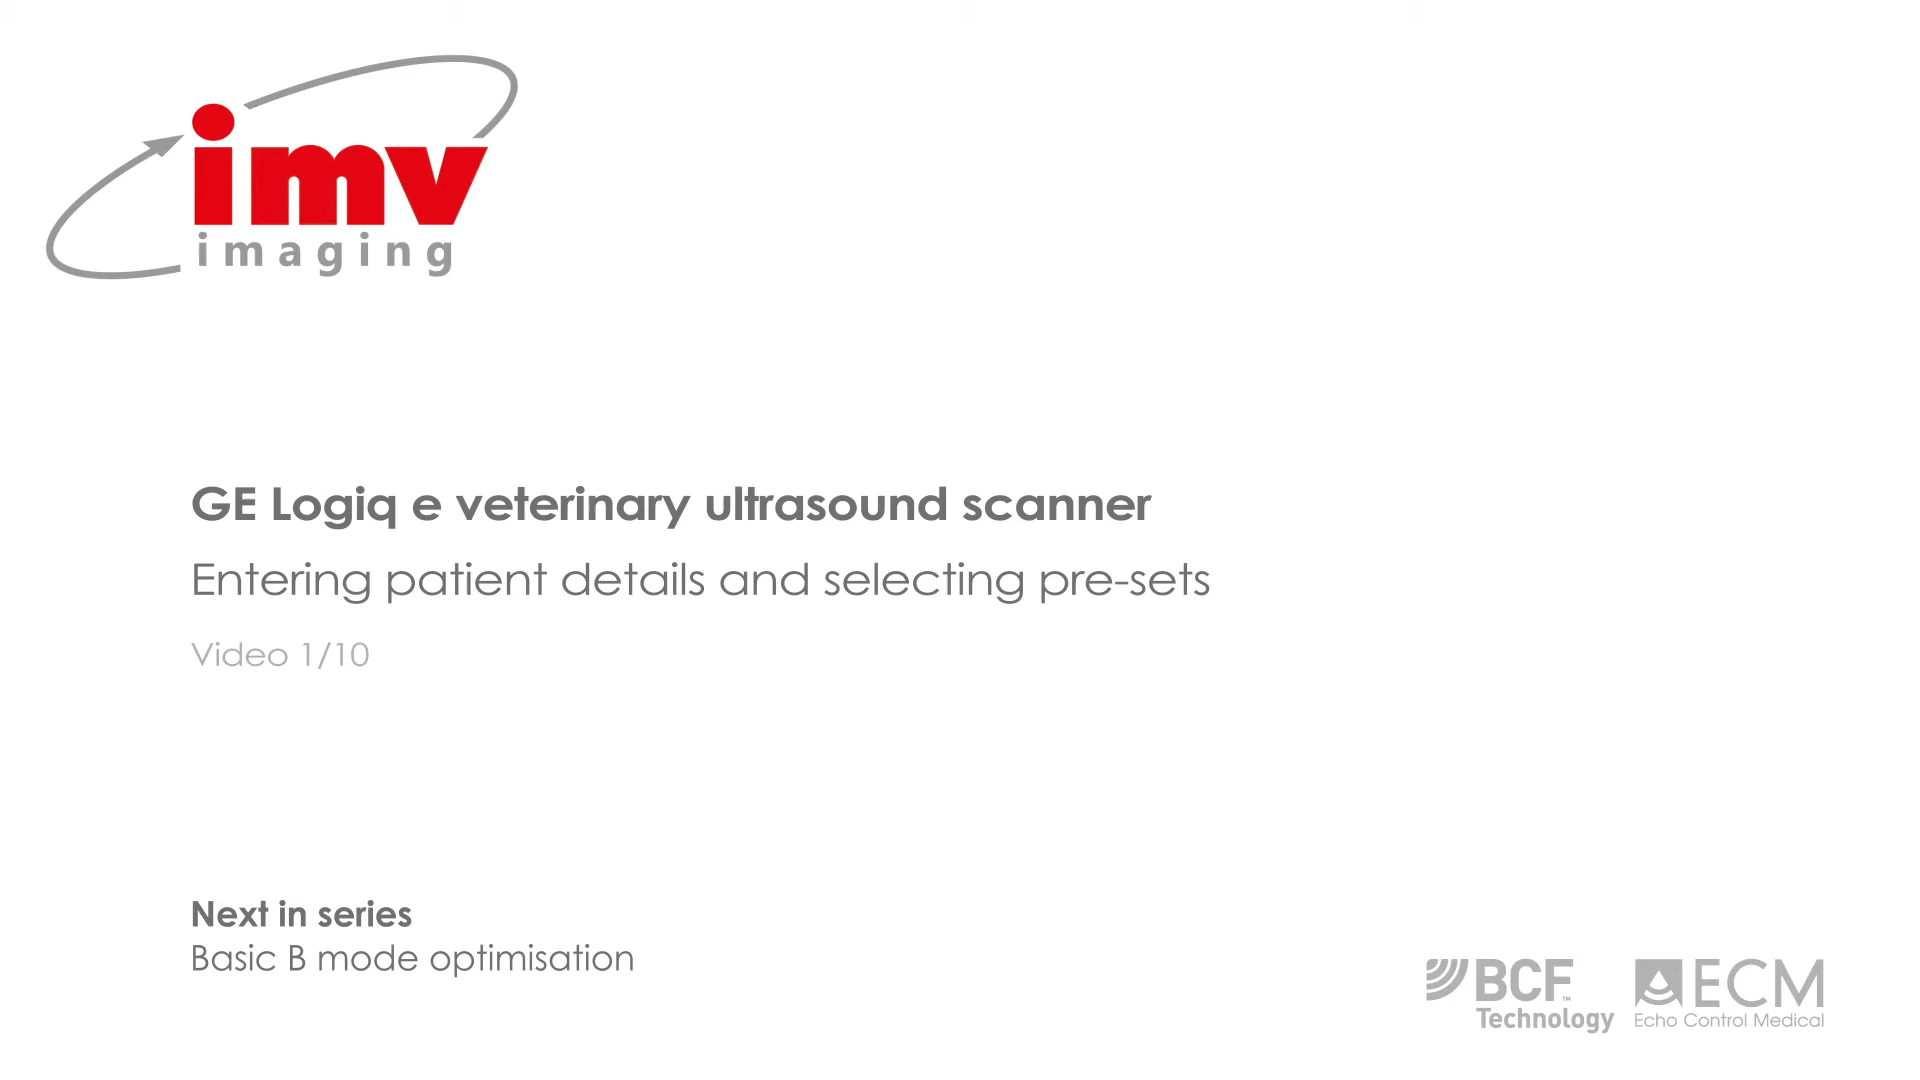 imv
imaging
GE Logiq e veterinary ultrasound scanner
Entering patient details and selecting pre-sets
Video 1/10
Next in series
Basic B mode optimisation
BCF™
Technology
ECM
Echo Control Medical